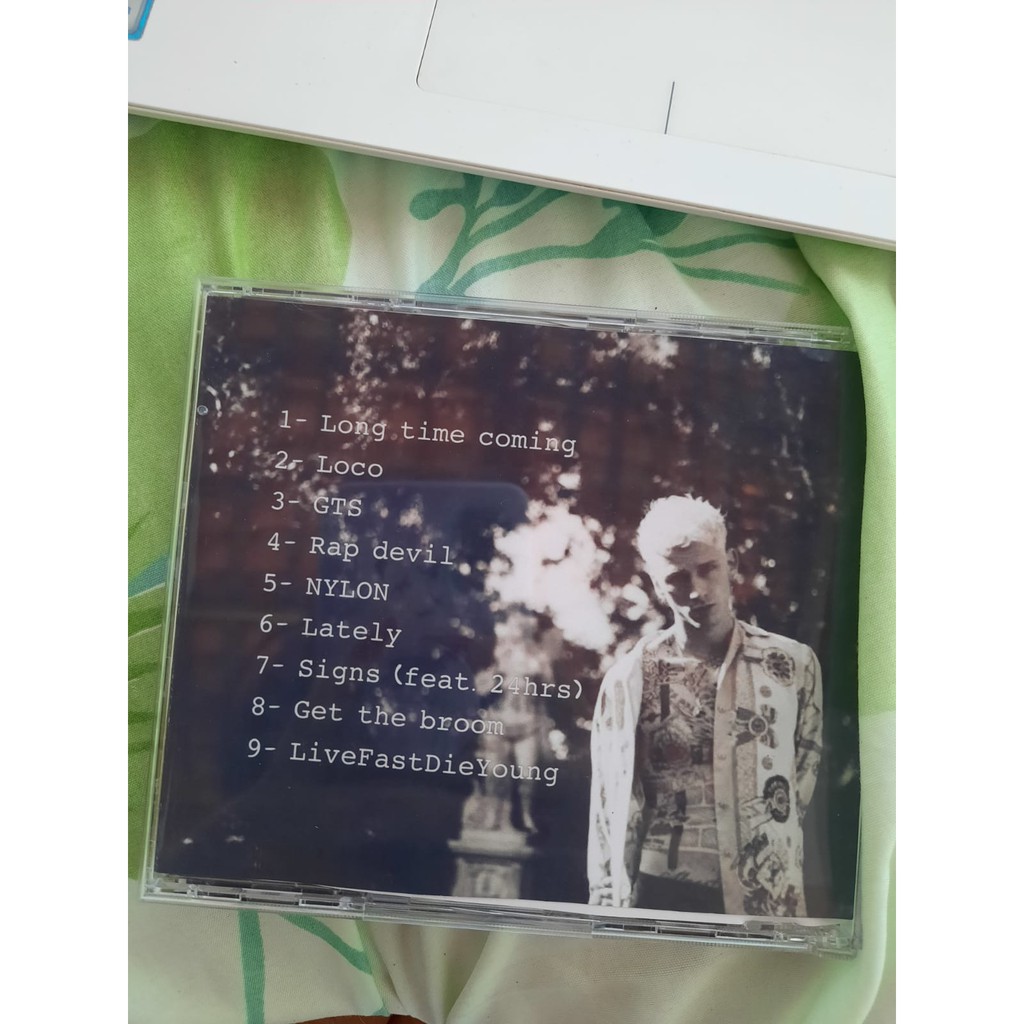 1- Long time coming
2- Loco
3- GTS
4- Rap devil
5- NYLON
6- Lately
7- Signs (feat. 24hrs)
8- Get the broom
9- LiveFastDieYoung